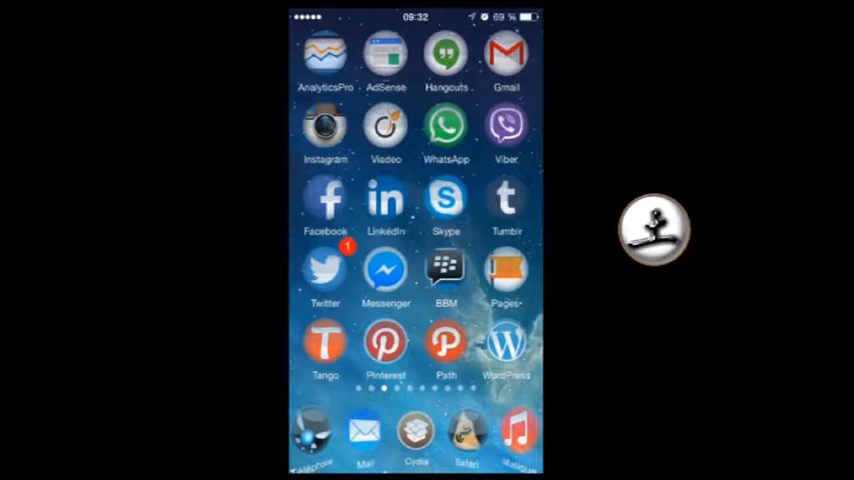 09:32 69 %
AnalyticsPro AdSense Hangouts Gmail
Instagram Viadeo WhatsApp Viber
Facebook LinkedIn Skype Tumblr
1
Twitter Messenger BBM Pages
Tango Pinterest Path WordPress
Téléphone Mail Cydia Safari Musique